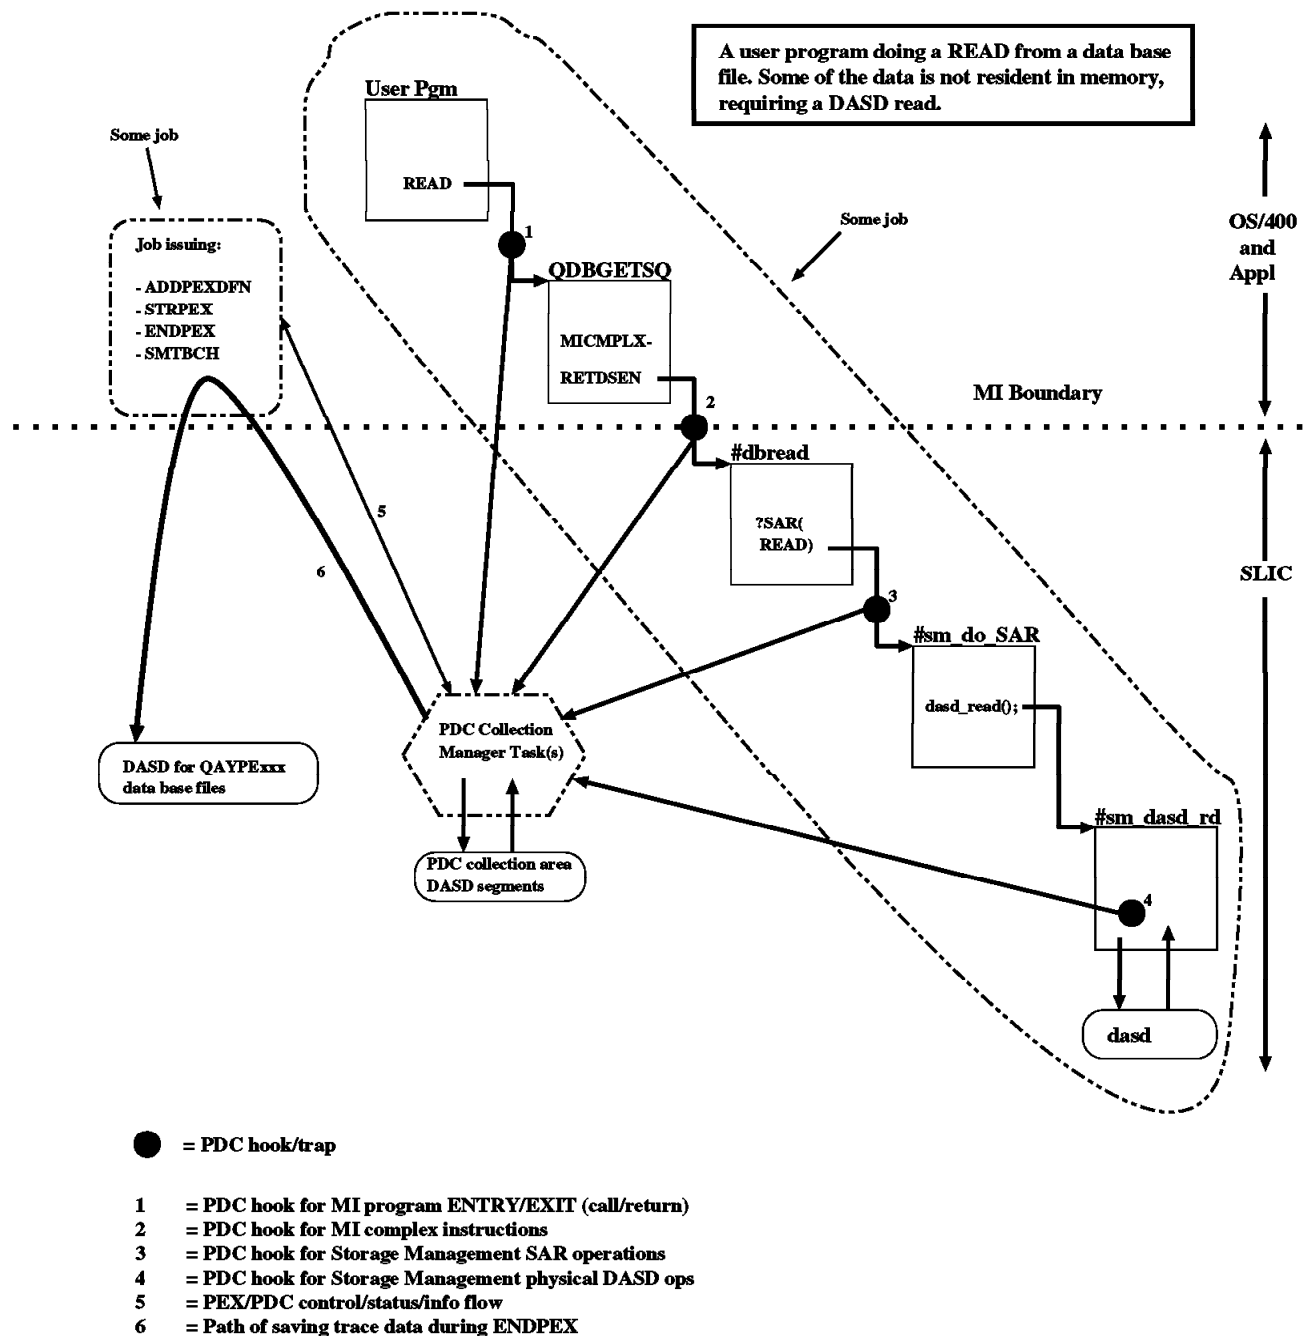 A user program doing a READ from a data base
file. Some of the data is not resident in memory,
requiring a DASD read.
User Pgm
READ
1
Some job
Job issuing:
- ADDPEXDFN
- STRPEX
- ENDPEX
- SMTBCH
Some job
OS/400
and
Appl
QDBGETSQ
MICMPLX-
RETDSEN
2
MI Boundary
#dbread
?SAR(
READ)
3
SLIC
5
6
#sm_do_SAR
dasd_read();
PDC Collection
Manager Task(s)
DASD for QAYPExxx
data base files
PDC collection area
DASD segments
#sm_dasd_rd
4
dasd
= PDC hook/trap
1 = PDC hook for MI program ENTRY/EXIT (call/return)
2 = PDC hook for MI complex instructions
3 = PDC hook for Storage Management SAR operations
4 = PDC hook for Storage Management physical DASD ops
5 = PEX/PDC control/status/info flow
6 = Path of saving trace data during ENDPEX